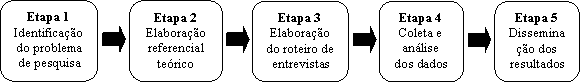 Etapa 1
Identificação
do problema
de pesquisa
Etapa 2
Elaboração
referencial
teórico
Etapa 3
Elaboração
do roteiro de
entrevistas
Etapa 4
Coleta e
análise
dos dados
Etapa 5
Dissemina
ção dos
resultados